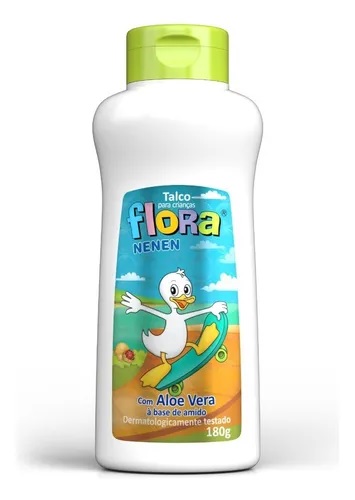 Talco
para crianças
flora®
NENEN
Com Aloe Vera
à base de amido
Dermatologicamente testado
180g